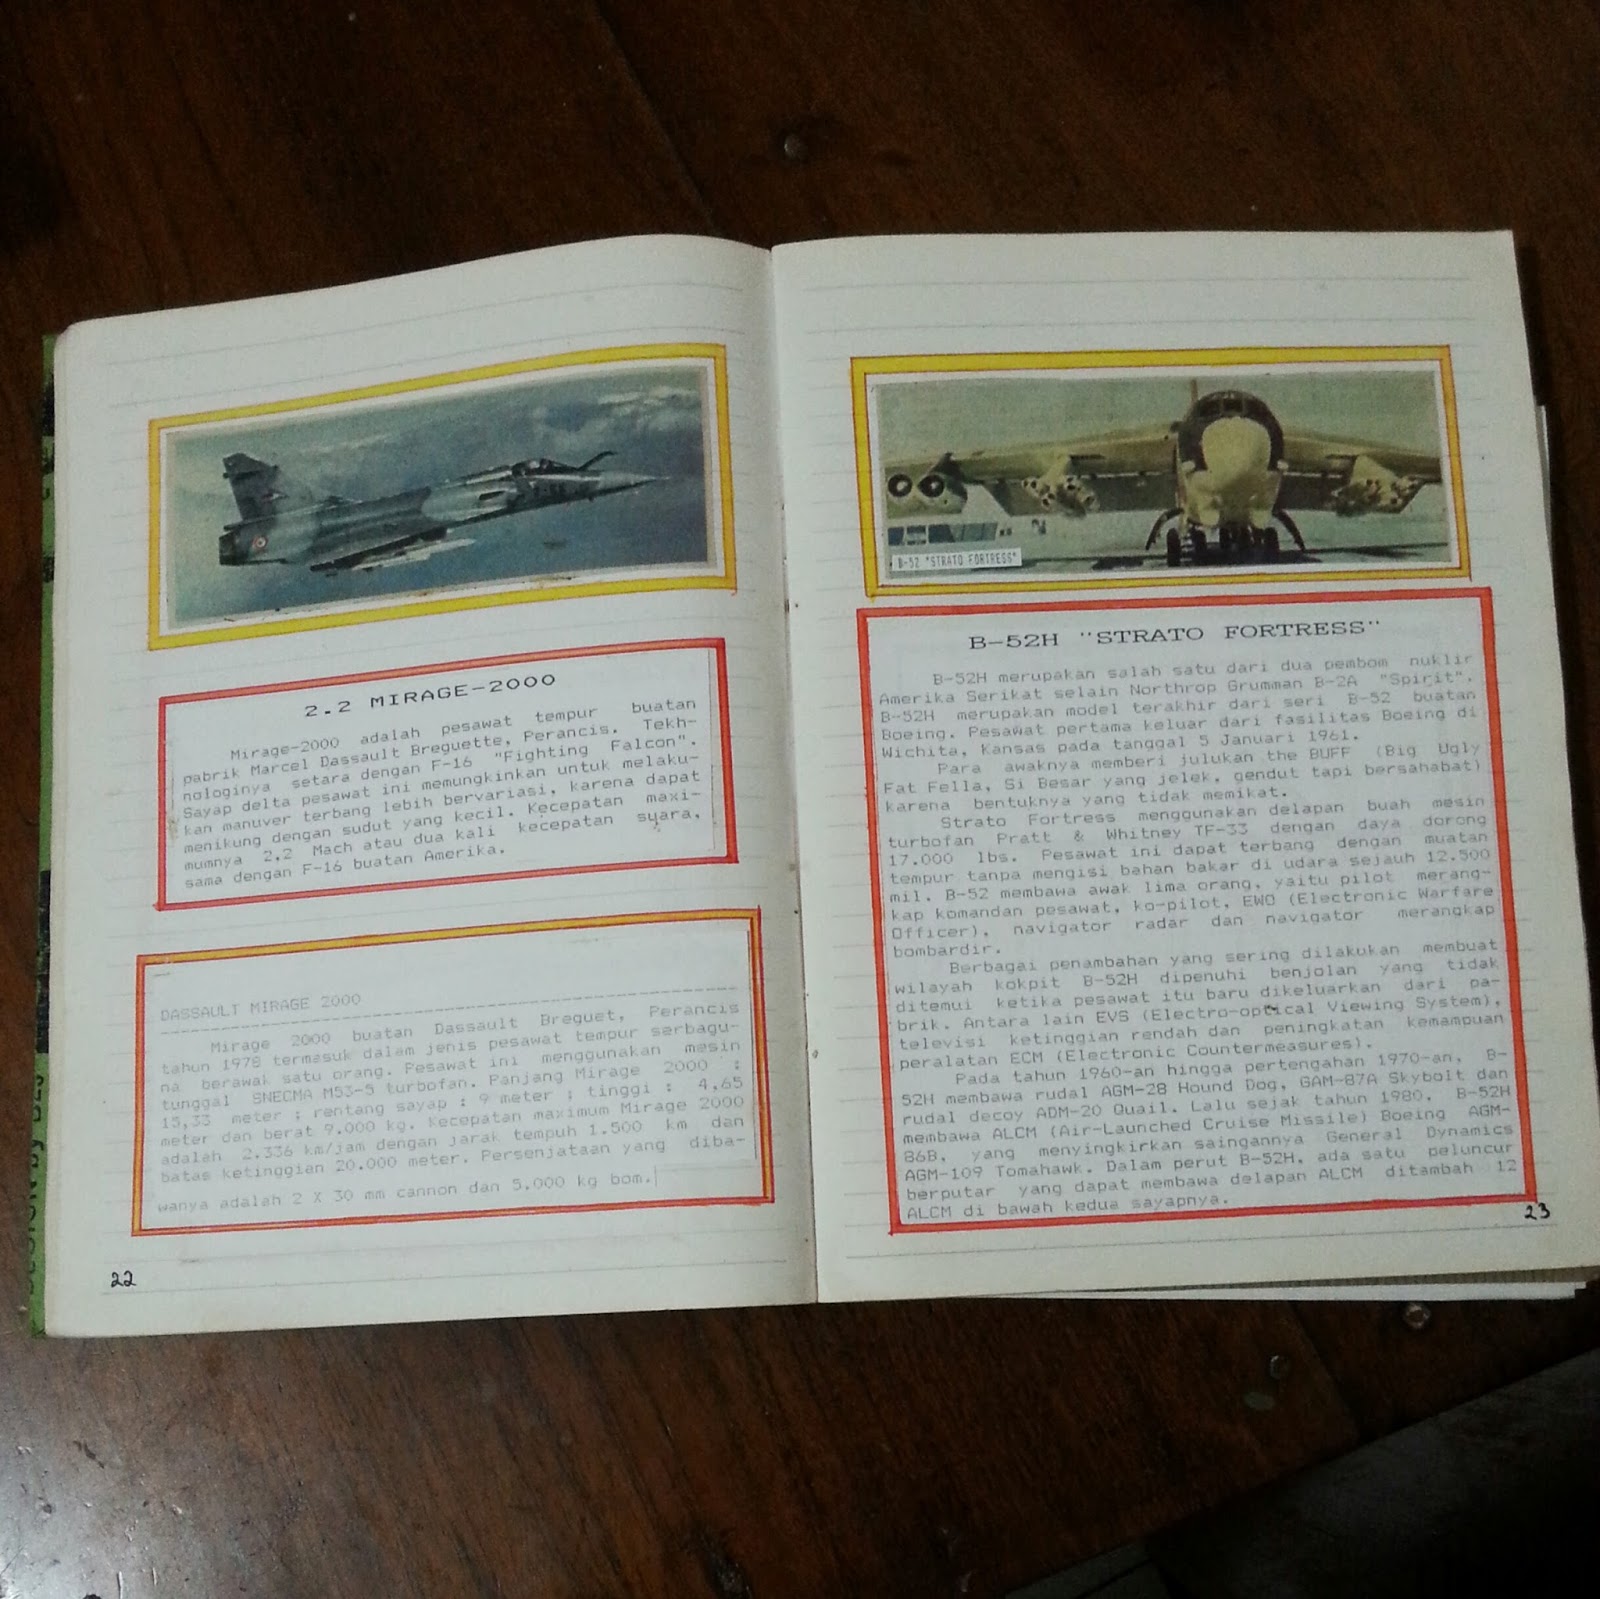 2.2 MIRAGE-2000
Mirage-2000 adalah pesawat tempur buatan
pabrik Marcel Dassault Breguette, Perancis. Tekh-
nologinya setara dengan F-16 "Fighting Falcon".
Sayap delta pesawat ini memungkinkan untuk melaku-
kan manuver terbang lebih bervariasi, karena dapat
menikung dengan sudut yang kecil. Kecepatan maxi-
mumnya 2,2 Mach atau dua kali kecepatan suara,
sama dengan F-16 buatan Amerika.
DASSAULT MIRAGE 2000
Mirage 2000 buatan Dassault Breguet, Perancis
tahun 1978 termasuk dalam jenis pesawat tempur serbagu-
na berawak satu orang. Pesawat ini menggunakan mesin
tunggal SNECMA M53-5 turbofan. Panjang Mirage 2000 :
15,33 meter ; rentang sayap : 9 meter ; tinggi : 4,65
meter dan berat 9.000 kg. Kecepatan maximum Mirage 2000
adalah 2.336 km/jam dengan jarak tempuh 1.500 km dan
batas ketinggian 20.000 meter. Persenjataan yang diba-
wanya adalah 2 X 30 mm cannon dan 5.000 kg bom.
22
B-52 "STRATO FORTRESS"
B-52H "STRATO FORTRESS"
B-52H merupakan salah satu dari dua pembom nuklir
Amerika Serikat selain Northrop Grumman B-2A "Spirit".
B-52H merupakan model terakhir dari seri B-52 buatan
Boeing. Pesawat pertama keluar dari fasilitas Boeing di
Wichita, Kansas pada tanggal 5 Januari 1961.
Para awaknya memberi julukan the BUFF (Big Ugly
Fat Fella, Si Besar yang jelek, gendut tapi bersahabat)
karena bentuknya yang tidak memikat.
Strato Fortress menggunakan delapan buah mesin
turbofan Pratt & Whitney TF-33 dengan daya dorong
17.000 lbs. Pesawat ini dapat terbang dengan muatan
tempur tanpa mengisi bahan bakar di udara sejauh 12.500
mil. B-52 membawa awak lima orang, yaitu pilot merang-
kap komandan pesawat, ko-pilot, EWO (Electronic Warfare
Officer), navigator radar dan navigator merangkap
bombardir.
Berbagai penambahan yang sering dilakukan membuat
wilayah kokpit B-52H dipenuhi benjolan yang tidak
ditemui ketika pesawat itu baru dikeluarkan dari pa-
brik. Antara lain EVS (Electro-optical Viewing System),
televisi ketinggian rendah dan peningkatan kemampuan
peralatan ECM (Electronic Countermeasures).
Pada tahun 1960-an hingga pertengahan 1970-an, B-
52H membawa rudal AGM-28 Hound Dog, GAM-87A Skybolt dan
rudal decoy ADM-20 Quail. Lalu sejak tahun 1980, B-52H
membawa ALCM (Air-Launched Cruise Missile) Boeing AGM-
86B, yang menyingkirkan saingannya General Dynamics
AGM-109 Tomahawk. Dalam perut B-52H, ada satu peluncur
berputar yang dapat membawa delapan ALCM ditambah 12
ALCM di bawah kedua sayapnya.
23